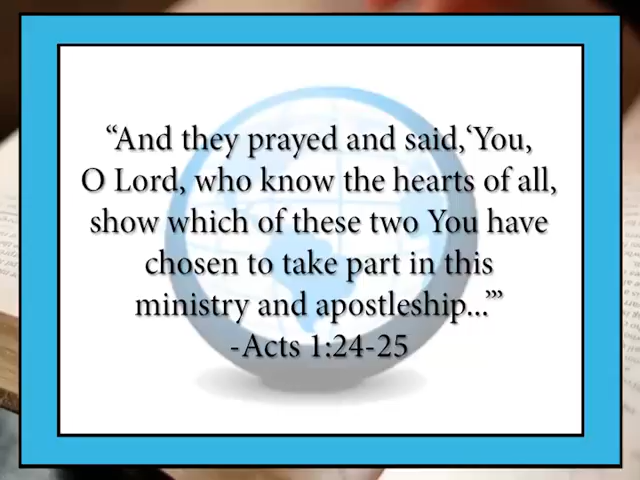 “And they prayed and said,‘You,
O Lord, who know the hearts of all,
show which of these two You have
chosen to take part in this
ministry and apostleship...’”
-Acts 1:24-25